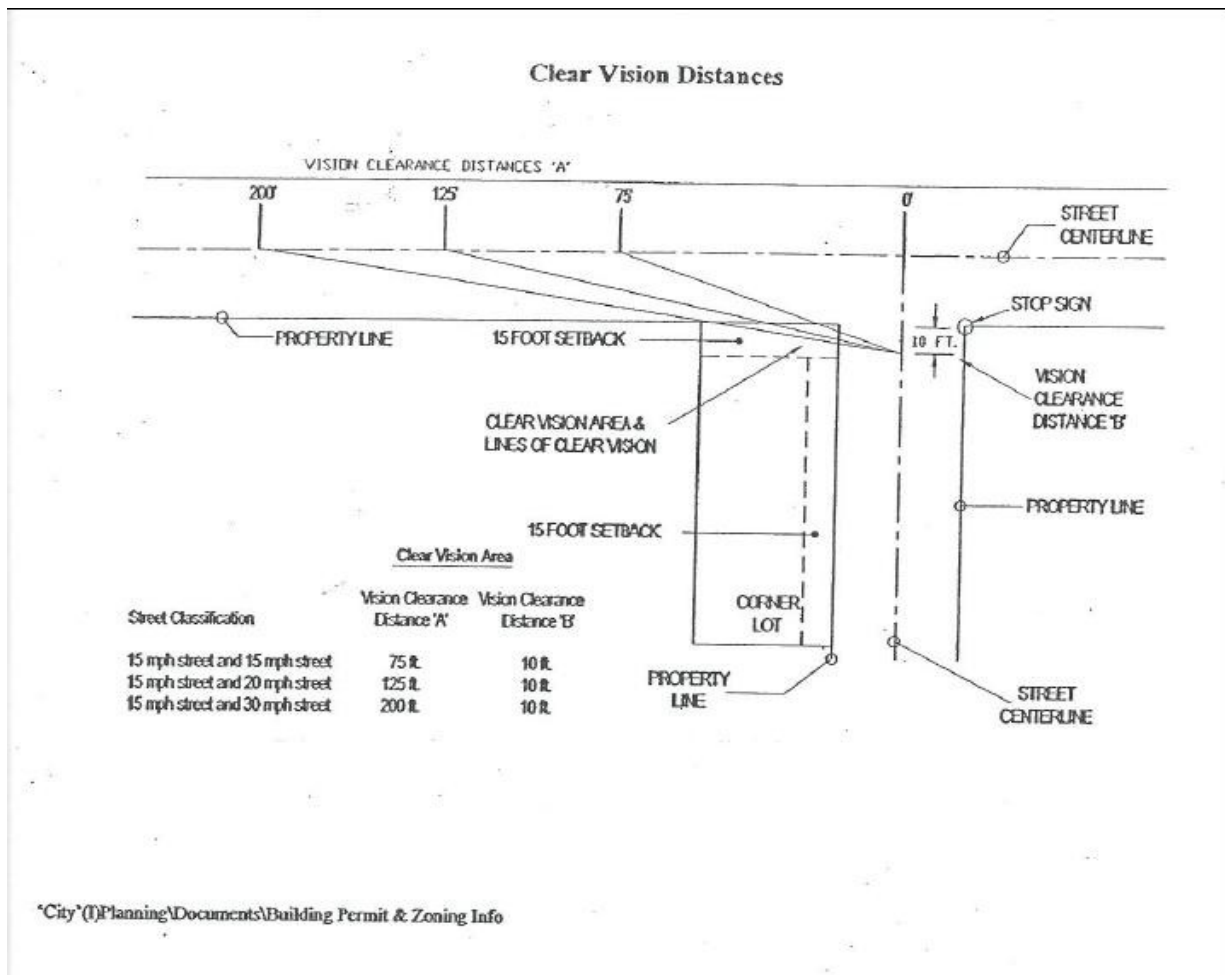 Clear Vision Distances
VISION CLEARANCE DISTANCES 'A'
200'
125'
75'
0'
STREET
CENTERLINE
STOP SIGN
PROPERTY LINE
15 FOOT SETBACK
10 FT.
VISION
CLEARANCE
DISTANCE 'B'
CLEAR VISION AREA &
LINES OF CLEAR VISION
PROPERTY LINE
15 FOOT SETBACK
Clear Vision Area
Street Classification
Vision Clearance
Distance 'A'
Vision Clearance
Distance 'B'
15 mph street and 15 mph street 75 ft. 10 ft.
15 mph street and 20 mph street 125 ft. 10 ft.
15 mph street and 30 mph street 200 ft. 10 ft.
CORNER
LOT
PROPERTY
LINE
STREET
CENTERLINE
"City"(I)Planning\Documents\Building Permit & Zoning Info